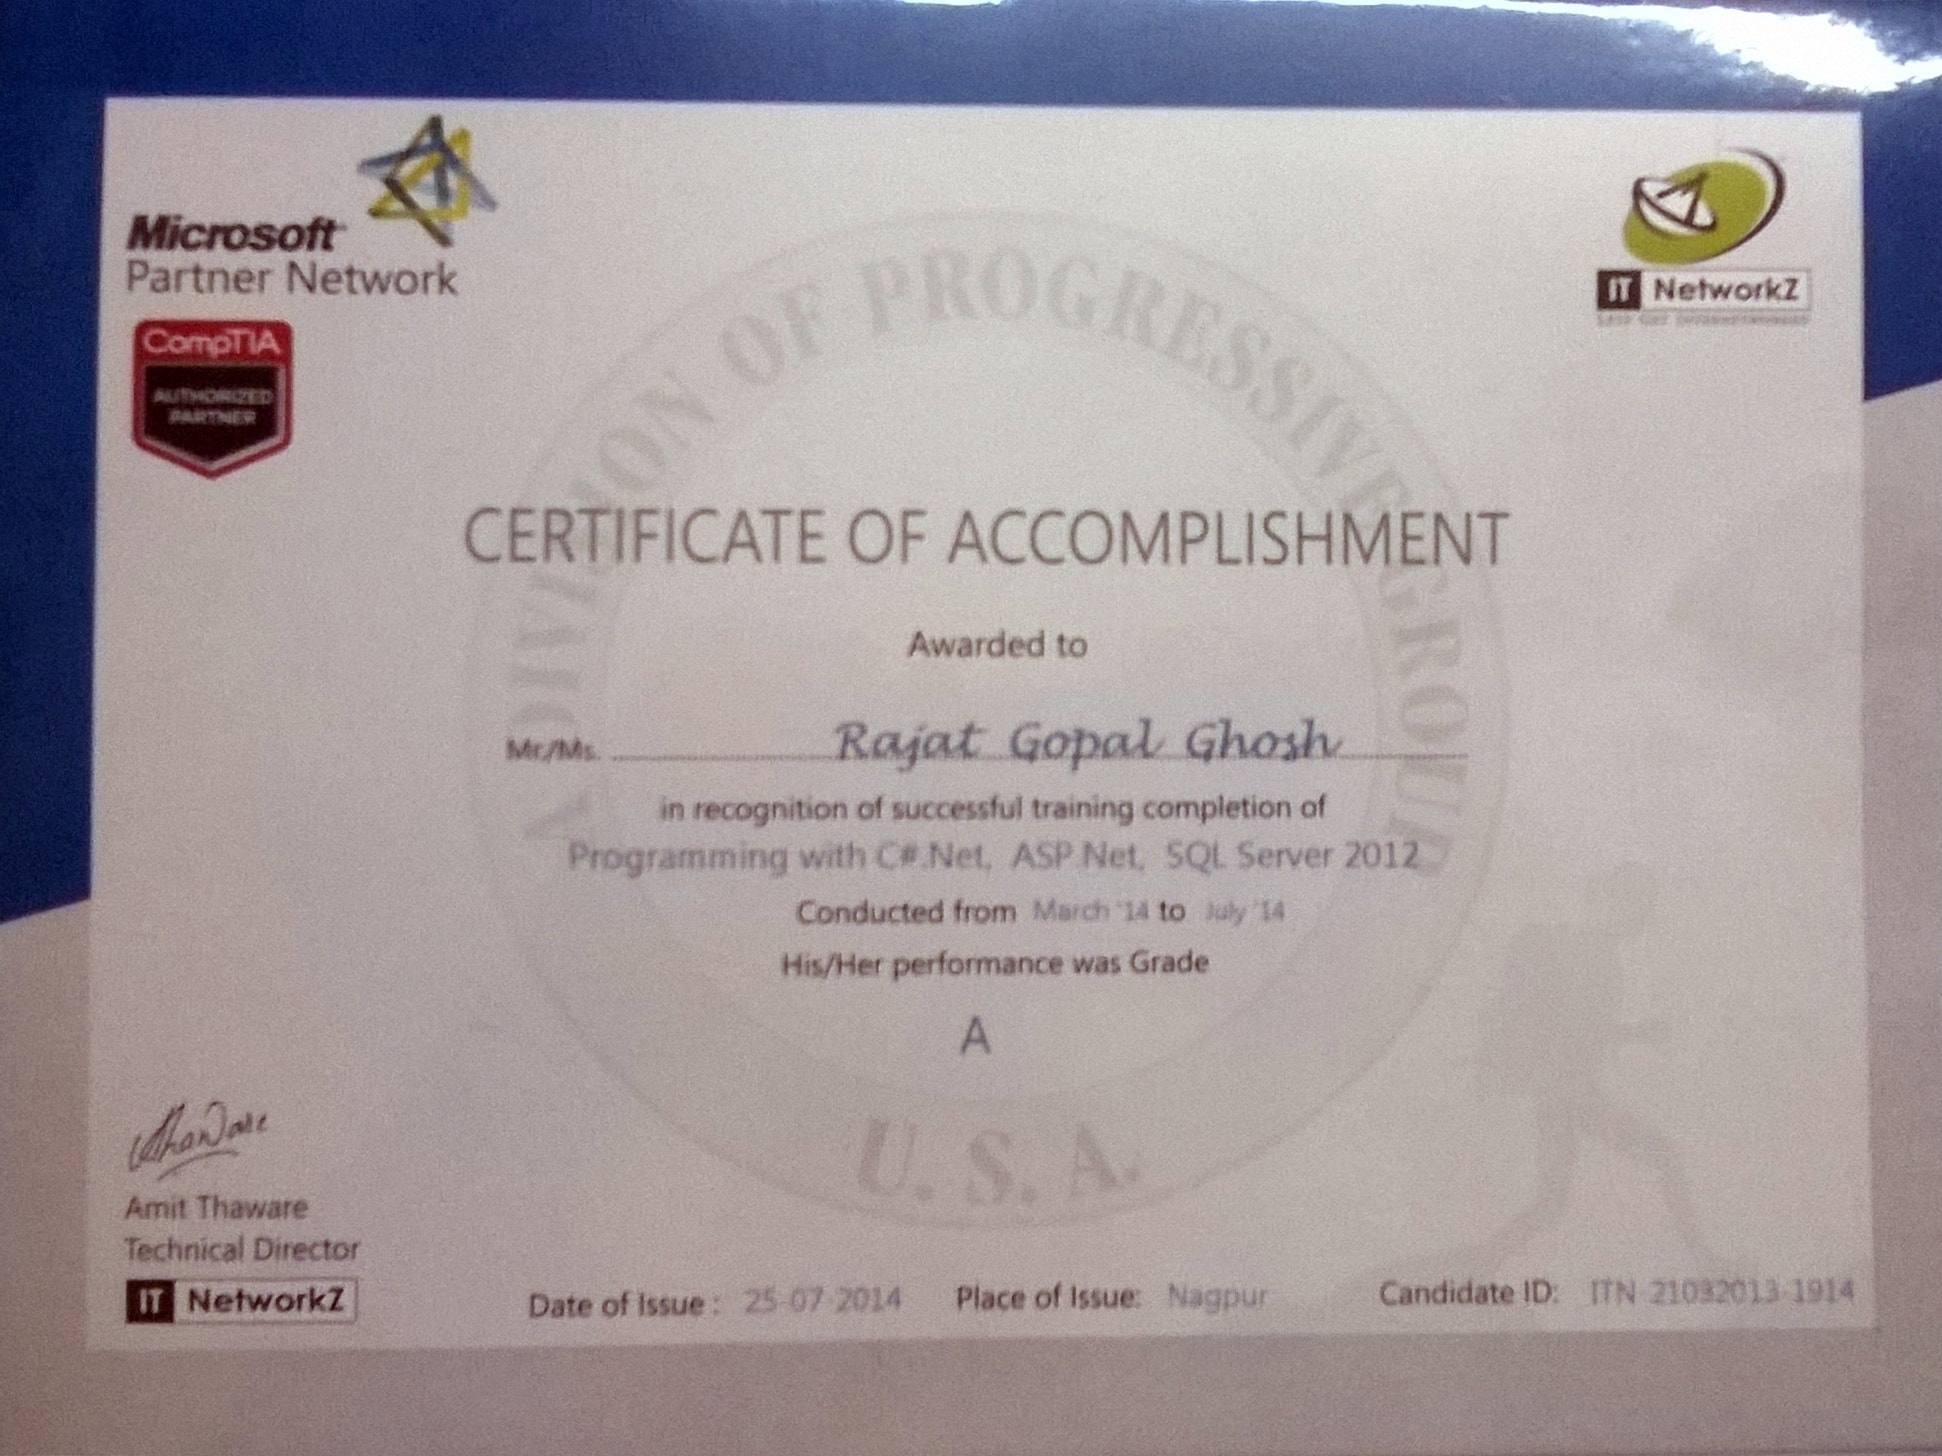 Microsoft
Partner Network
CompTIA
AUTHORIZED
PARTNER
IT NetworkZ
A DIVISION OF PROGRESSIVE GROUP
U. S. A.
CERTIFICATE OF ACCOMPLISHMENT
Awarded to
Mr./Ms. Rajat Gopal Ghosh
in recognition of successful training completion of
Programming with C#.Net, ASP.Net, SQL Server 2012
Conducted from March '14 to July '14
His/Her performance was Grade
A
Amit Thaware
Technical Director
IT NetworkZ
Date of Issue : 25-07-2014 Place of Issue: Nagpur Candidate ID: ITN-21032013-1914